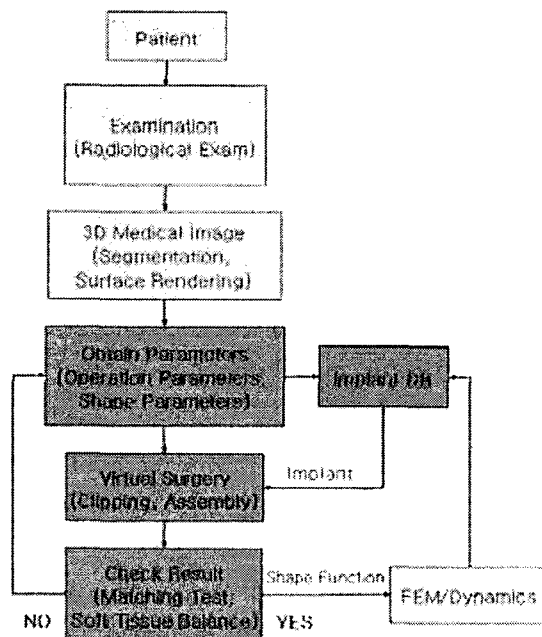 Patient
Examination
(Radiological Exam)
3D Medical Image
(Segmentation,
Surface Rendering)
Obtain Parameters
(Operation Parameters,
Shape Parameters)
Implant DB
Virtual Surgery
(Clipping, Assembly)
Implant
Check Result
(Matching Test,
Soft Tissue Balance)
Shape Function
FEM/Dynamics
NO
YES